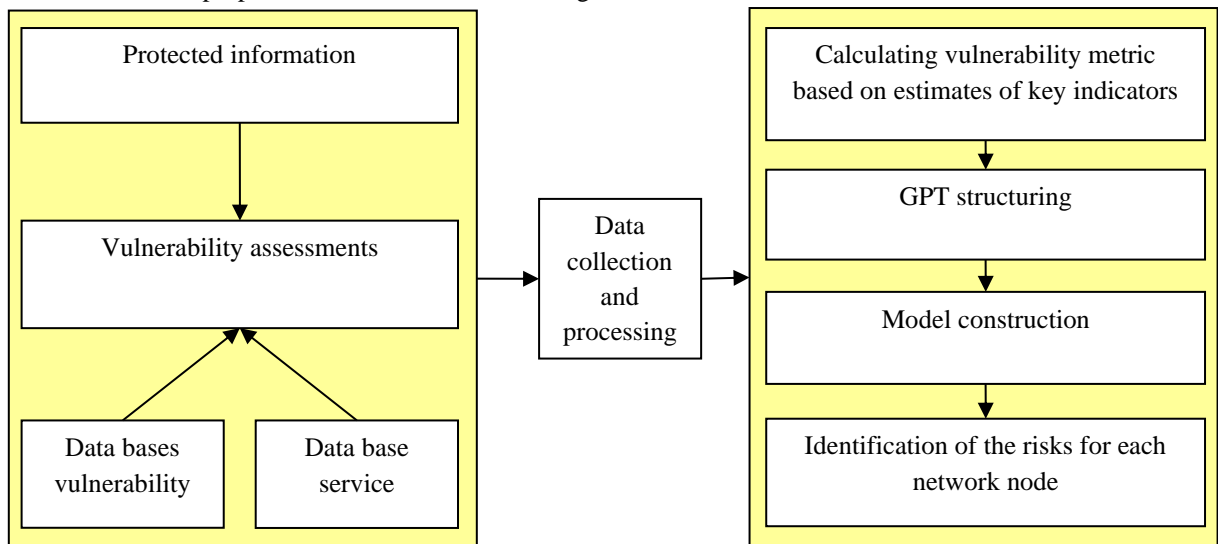 Protected information
Vulnerability assessments
Data bases
vulnerability
Data base
service
Data
collection
and
processing
Calculating vulnerability metric
based on estimates of key indicators
GPT structuring
Model construction
Identification of the risks for each
network node